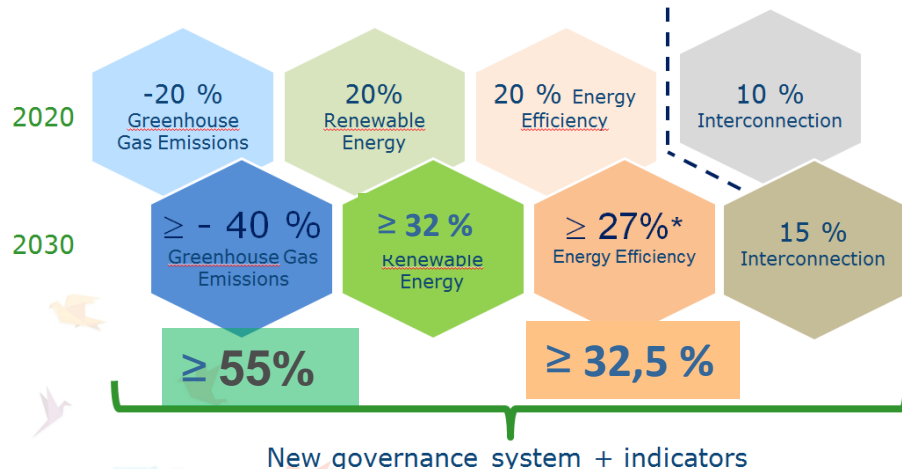 2020
-20 %
Greenhouse
Gas Emissions
20%
Renewable
Energy
20 % Energy
Efficiency
10 %
Interconnection
2030
≥ - 40 %
Greenhouse Gas
Emissions
≥ 32 %
Renewable
Energy
≥ 27%*
Energy Efficiency
15 %
Interconnection
≥ 55%
≥ 32,5 %
New governance system + indicators